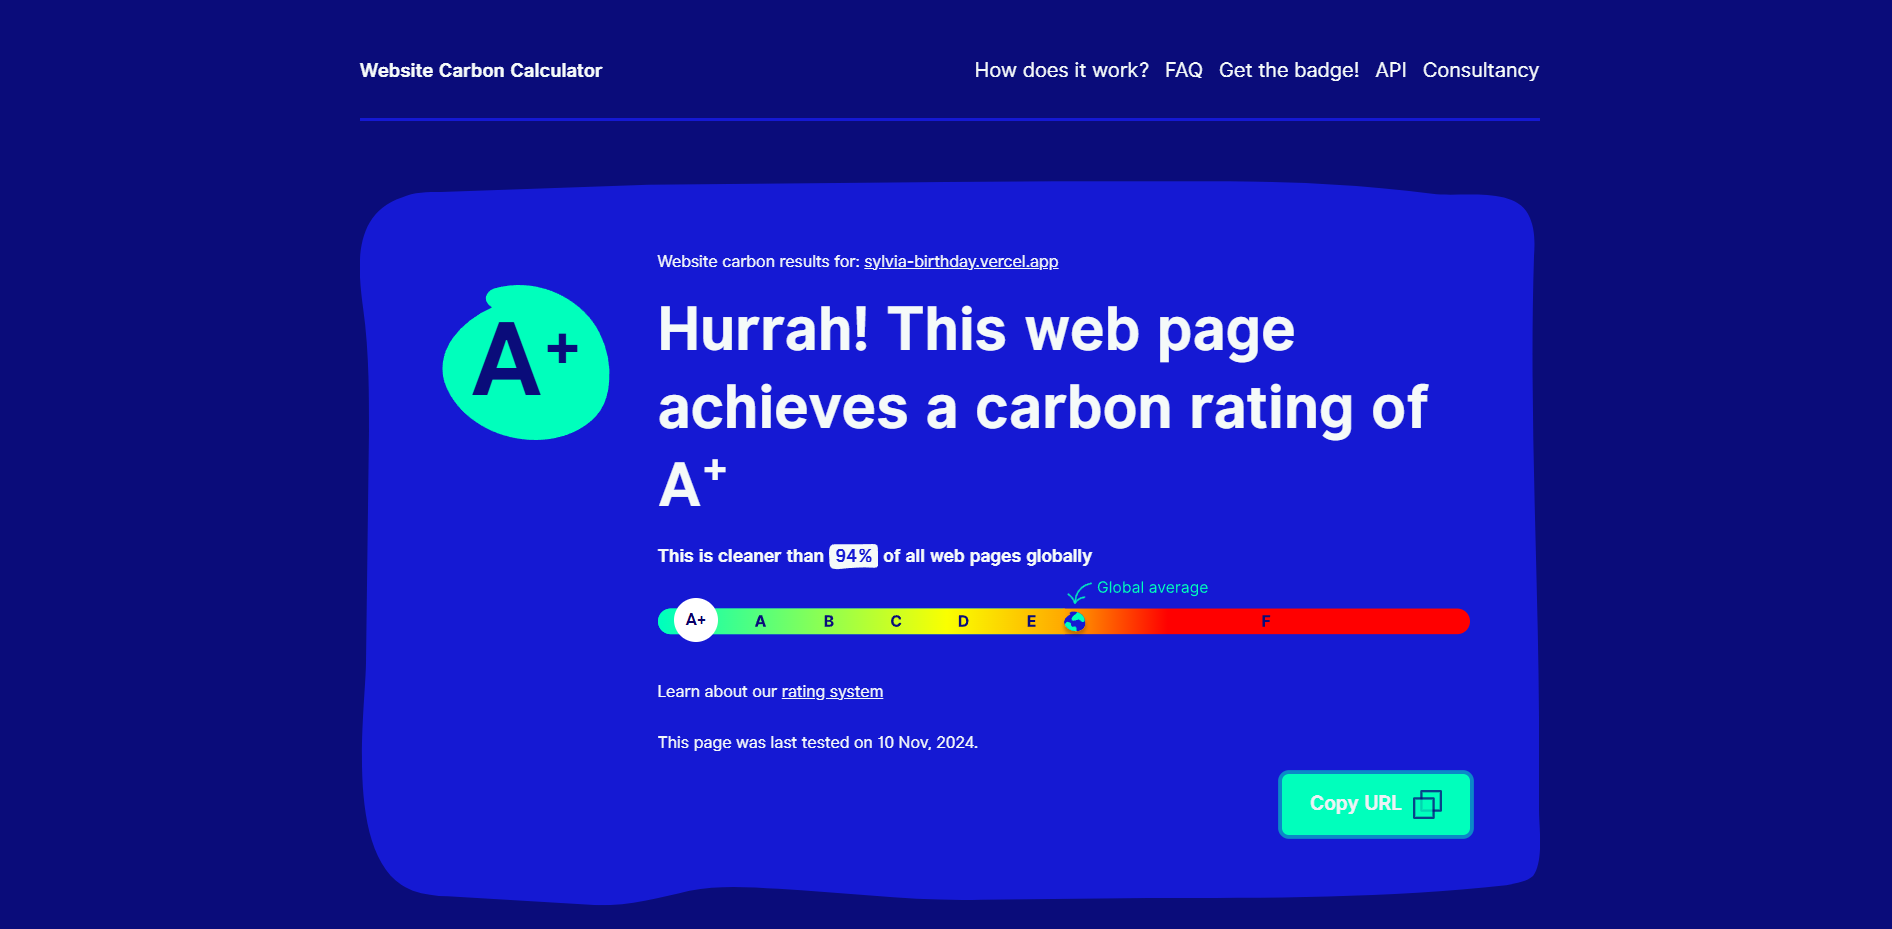 Website Carbon Calculator
How does it work? FAQ Get the badge! API Consultancy
Website carbon results for: sylvia-birthday.vercel.app
A+
Hurrah! This web page
achieves a carbon rating of
A+
This is cleaner than 94% of all web pages globally
Global average
A+ A B C D E F
Learn about our rating system
This page was last tested on 10 Nov, 2024.
Copy URL